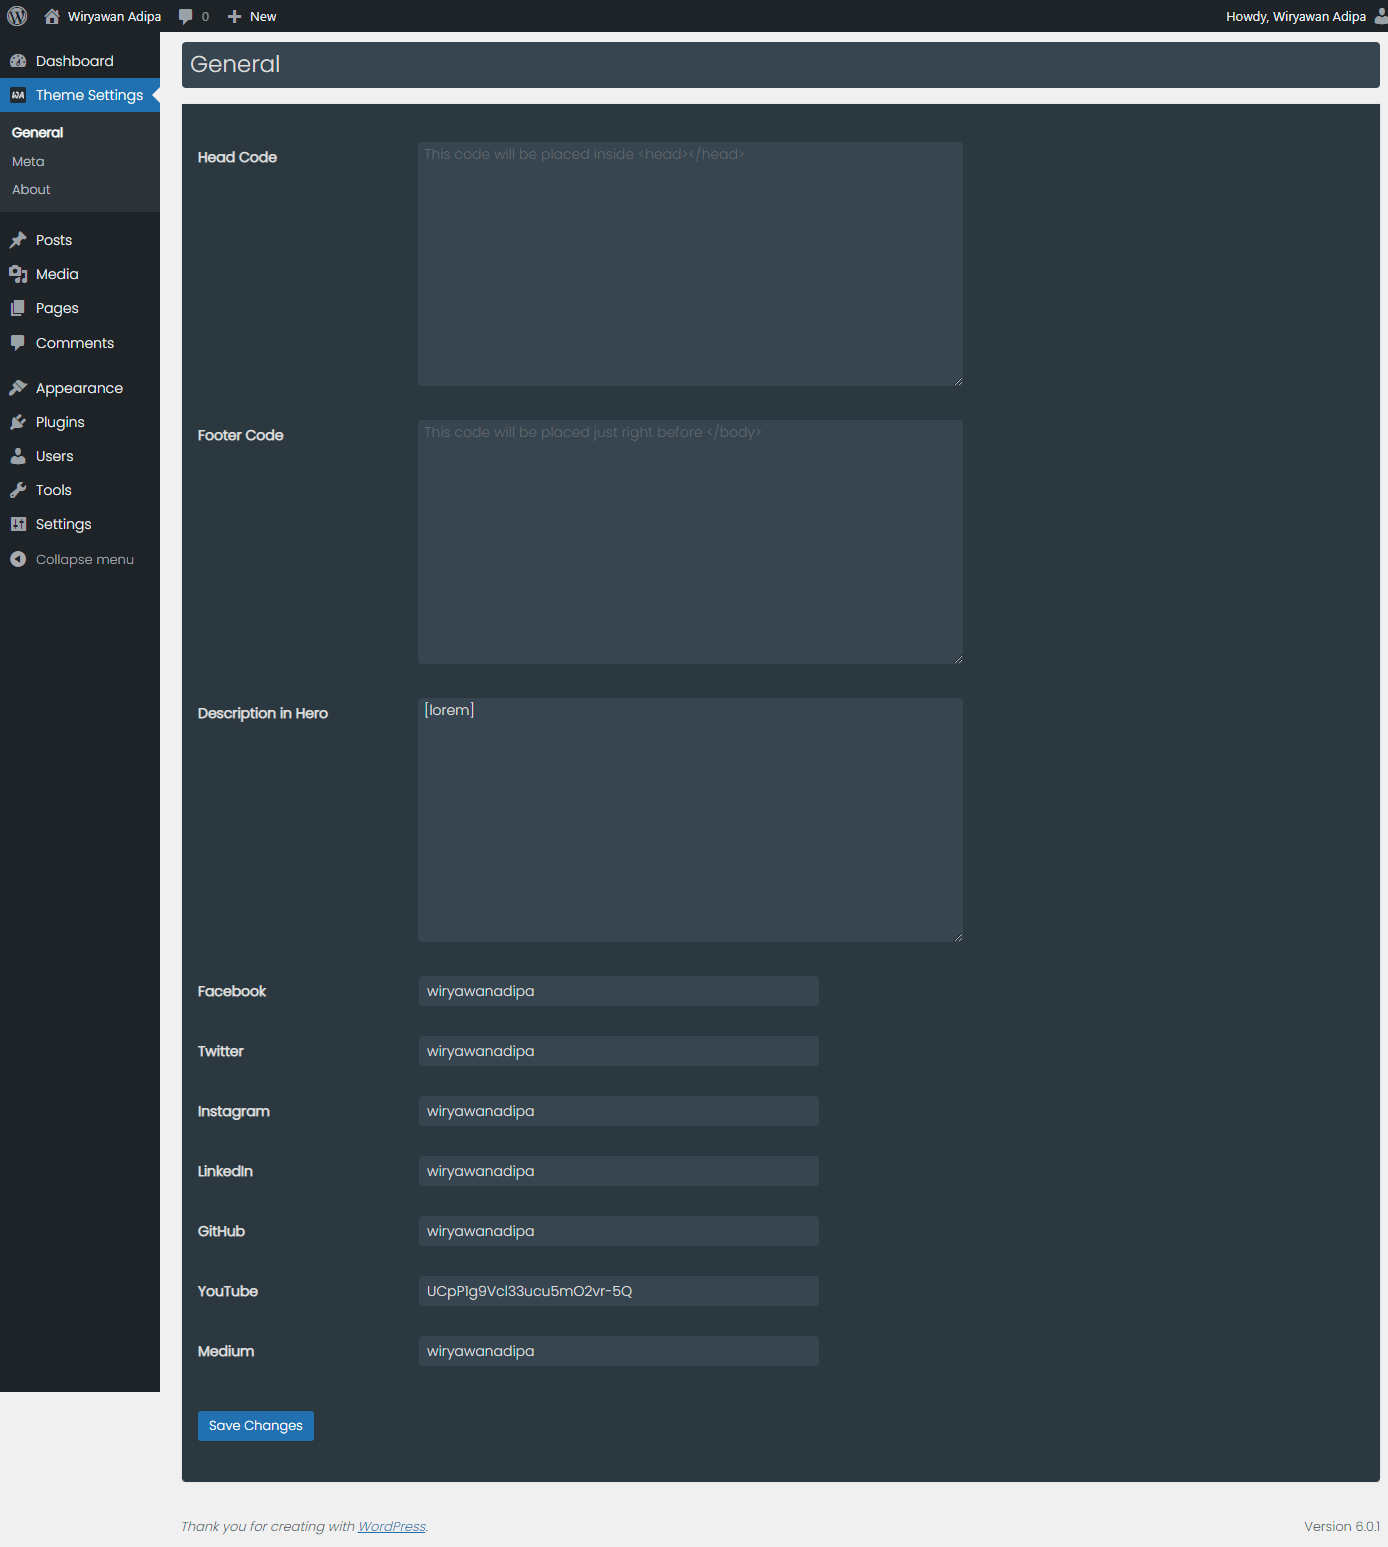 Wiryawan Adipa 0 New Howdy, Wiryawan Adipa
Dashboard
WA Theme Settings
General
Meta
About
Posts
Media
Pages
Comments
Appearance
Plugins
Users
Tools
Settings
Collapse menu
General
Head Code
This code will be placed inside <head></head>
Footer Code
This code will be placed just right before </body>
Description in Hero
[lorem]
Facebook wiryawanadipa
Twitter wiryawanadipa
Instagram wiryawanadipa
LinkedIn wiryawanadipa
GitHub wiryawanadipa
YouTube UCpP1g9Vcl33ucu5mO2vr-5Q
Medium wiryawanadipa
Save Changes
Thank you for creating with WordPress. Version 6.0.1